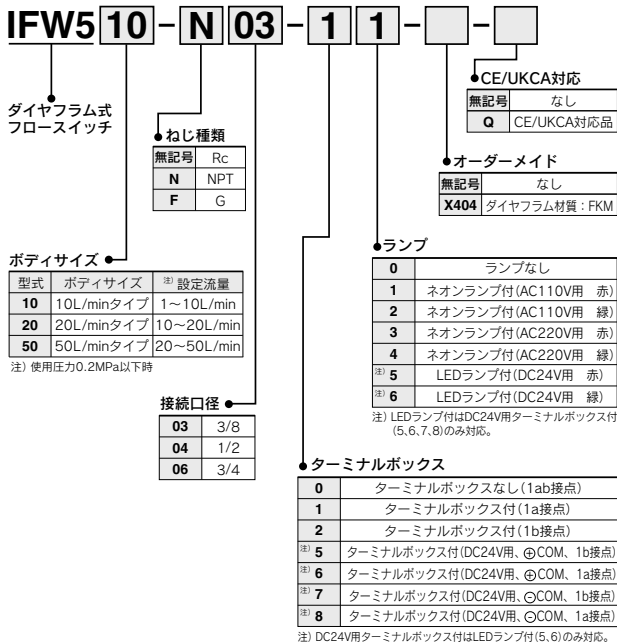 IFW5 10 - N 03 - 1 1 - -
ダイヤフラム式
フロースイッチ
ねじ種類
無記号 Rc
N NPT
F G
CE/UKCA対応
無記号 なし
Q CE/UKCA対応品
オーダーメイド
無記号 なし
X404 ダイヤフラム材質：FKM
ボディサイズ
型式 ボディサイズ 注) 設定流量
10 10L/minタイプ 1～10L/min
20 20L/minタイプ 10～20L/min
50 50L/minタイプ 20～50L/min
注) 使用圧力0.2MPa以下時
ランプ
0 ランプなし
1 ネオンランプ付(AC110V用 赤)
2 ネオンランプ付(AC110V用 緑)
3 ネオンランプ付(AC220V用 赤)
4 ネオンランプ付(AC220V用 緑)
注) 5 LEDランプ付(DC24V用 赤)
注) 6 LEDランプ付(DC24V用 緑)
注) LEDランプ付はDC24V用ターミナルボックス付
(5、6、7、8)のみ対応。
接続口径
03 3/8
04 1/2
06 3/4
ターミナルボックス
0 ターミナルボックスなし(1ab接点)
1 ターミナルボックス付(1a接点)
2 ターミナルボックス付(1b接点)
注) 5 ターミナルボックス付(DC24V用、⊕COM、1b接点)
注) 6 ターミナルボックス付(DC24V用、⊕COM、1a接点)
注) 7 ターミナルボックス付(DC24V用、⊖COM、1b接点)
注) 8 ターミナルボックス付(DC24V用、⊖COM、1a接点)
注) DC24V用ターミナルボックス付はLEDランプ付(5、6)のみ対応。